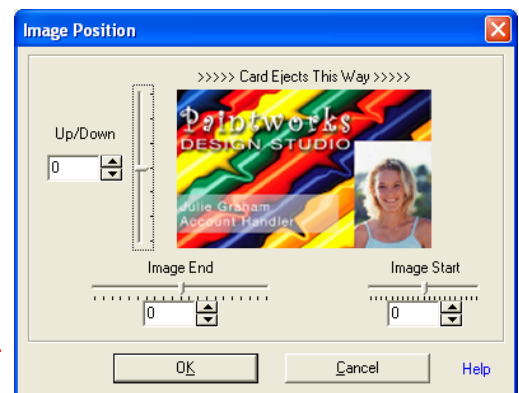 Image Position
>>>>> Card Ejects This Way >>>>>
Up/Down
0
Paintworks
DESIGN STUDIO
Julie Graham
Account Handler
Image End
Image Start
0
0
OK
Cancel
Help